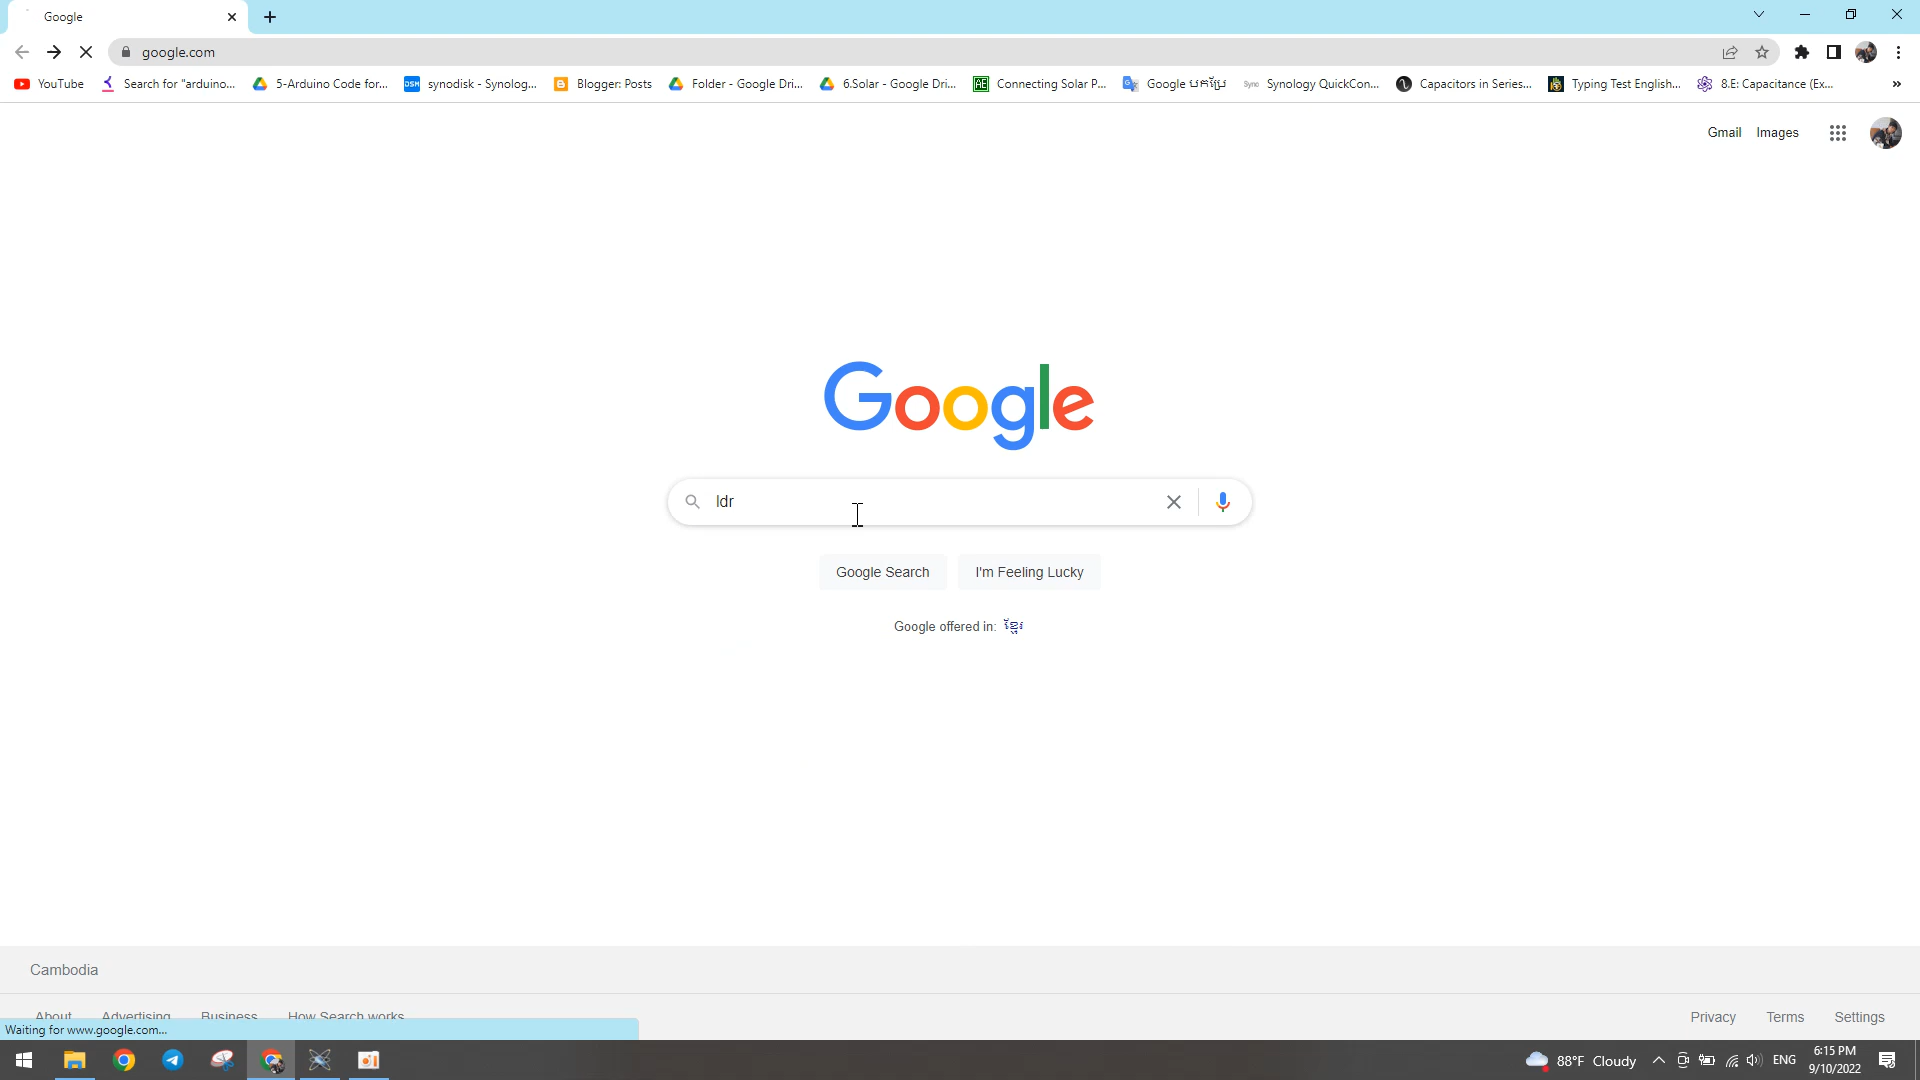 Google
google.com
YouTube Search for "arduino... 5-Arduino Code for... DSM synodisk - Synolog... Blogger: Posts Folder - Google Dri... 6.Solar - Google Dri... AE Connecting Solar P... Google បកប្រែ Syno Synology QuickCon... Capacitors in Series... Typing Test English... 8.E: Capacitance (Ex... »
Gmail Images
Google
ldr
Google Search I'm Feeling Lucky
Google offered in: ខ្មែរ
Cambodia
About Advertising Business How Search works Privacy Terms Settings
Waiting for www.google.com...
88°F Cloudy ENG 6:15 PM
9/10/2022